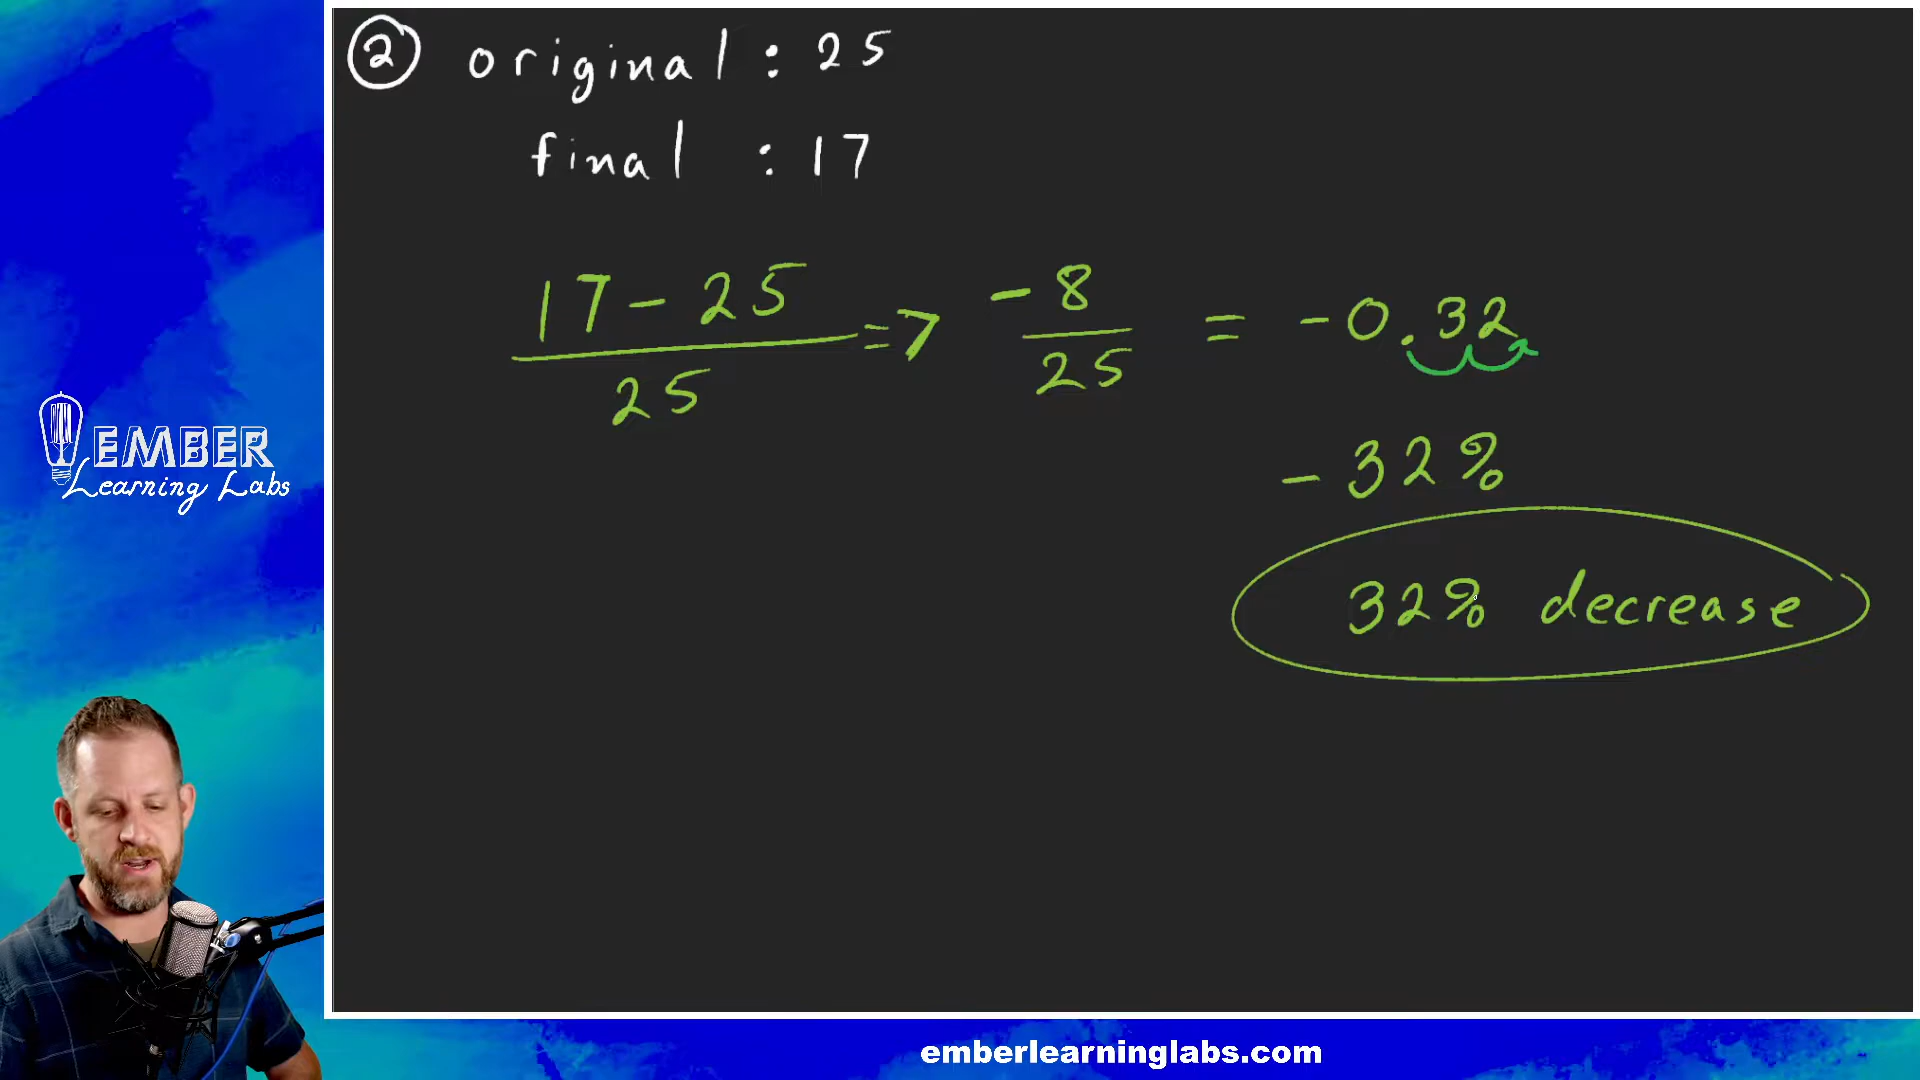 ② original : 25
final : 17
17 - 25
25
=>
-8
25
= -0.32
-32%
32% decrease
EMBER
Learning Labs
emberlearninglabs.com